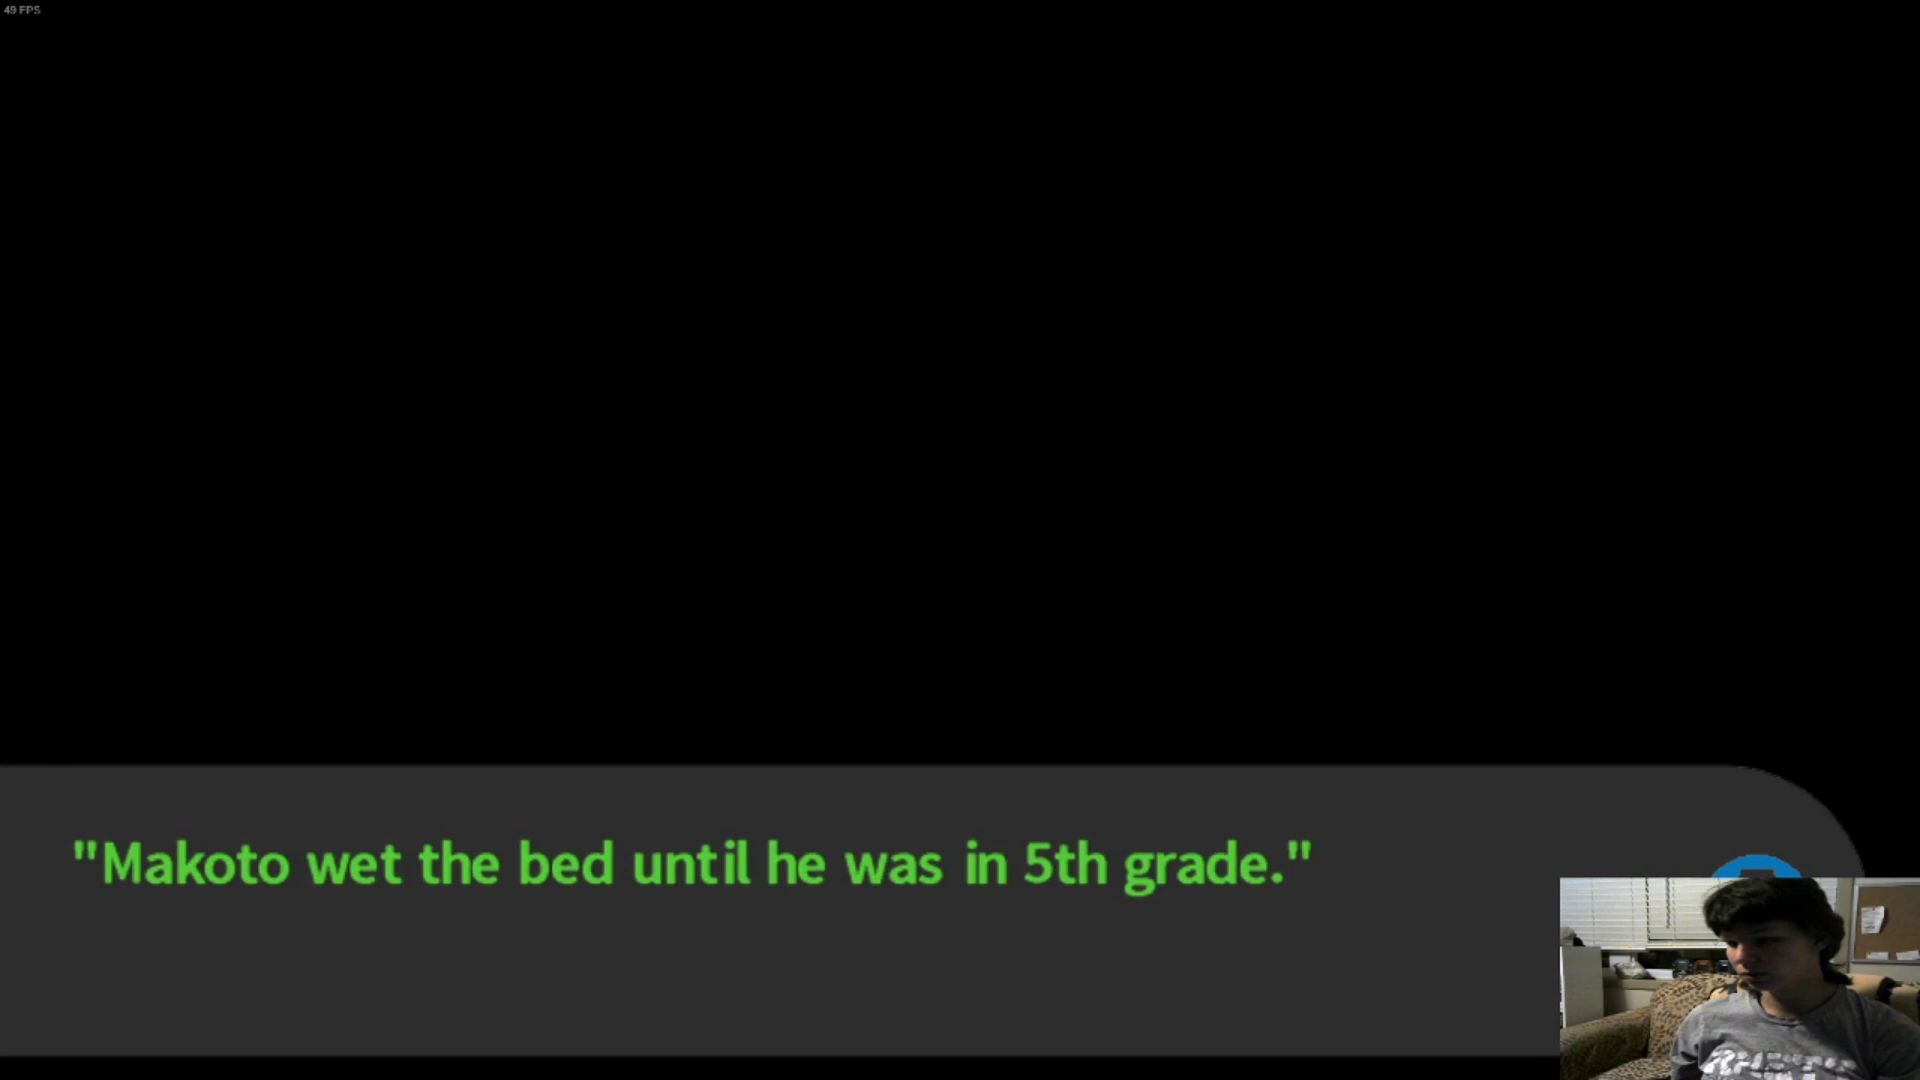 49 FPS
"Makoto wet the bed until he was in 5th grade."